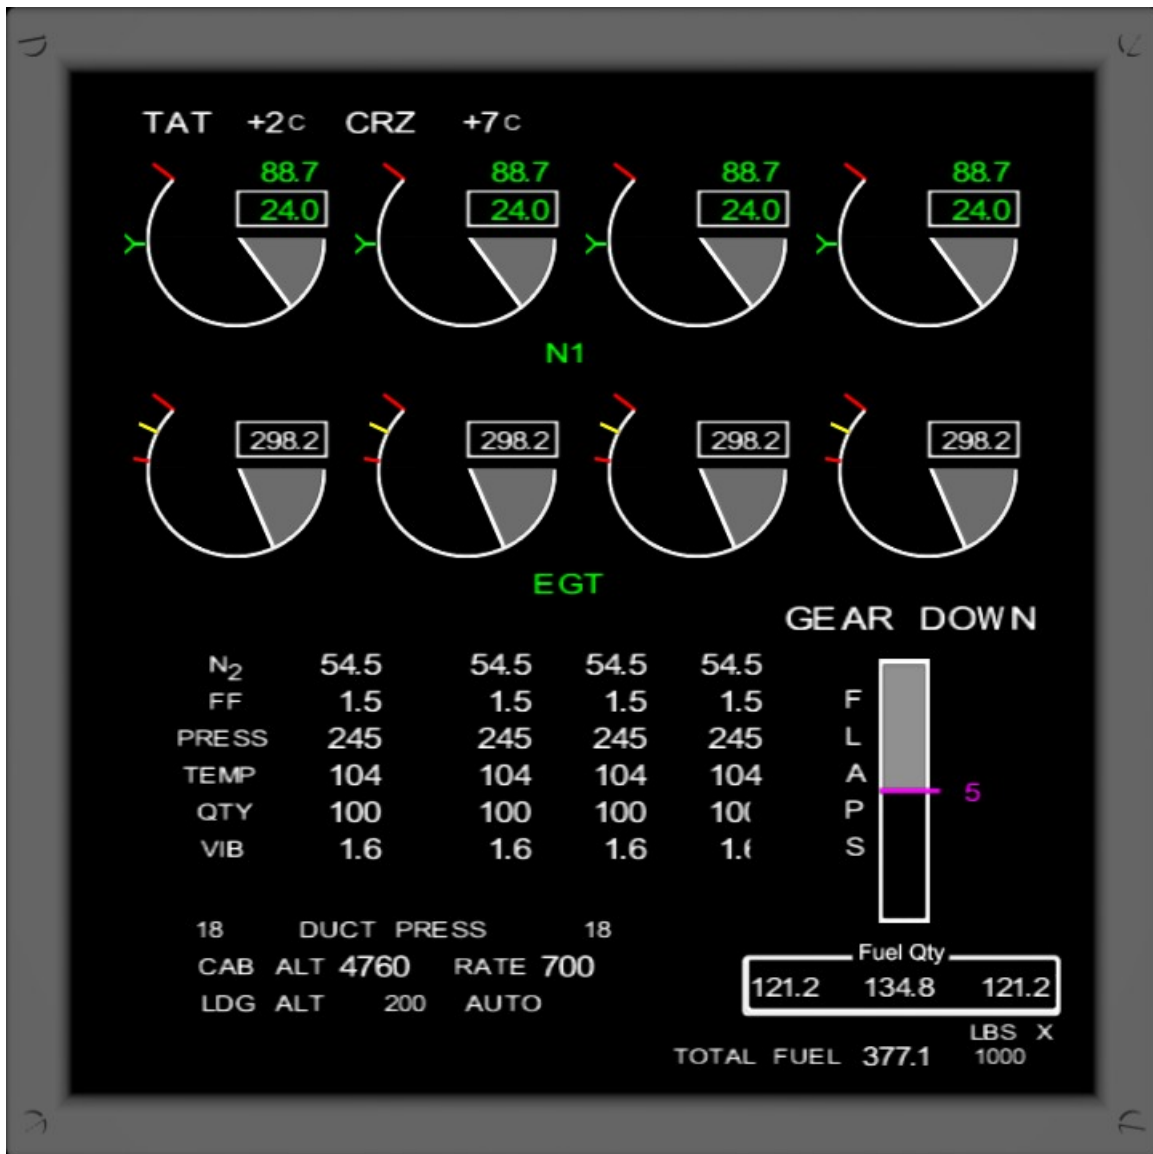 TAT +2c CRZ +7c
88.7 88.7 88.7 88.7
24.0 24.0 24.0 24.0
N1
298.2 298.2 298.2 298.2
EGT
GEAR DOWN
N2 54.5 54.5 54.5 54.5
FF 1.5 1.5 1.5 1.5
PRESS 245 245 245 245
TEMP 104 104 104 104
QTY 100 100 100
VIB 1.6 1.6 1.6
F
L
A
P
S
5
18 DUCT PRESS 18
CAB ALT 4760 RATE 700
LDG ALT 200 AUTO
Fuel Qty
121.2 134.8 121.2
LBS X
TOTAL FUEL 377.1 1000